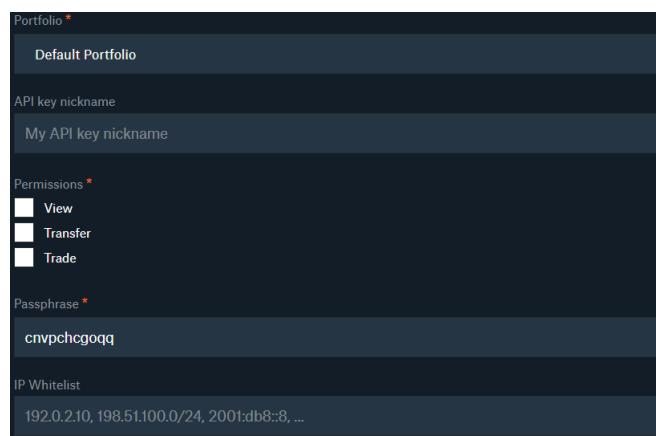 Portfolio *
Default Portfolio
API key nickname
My API key nickname
Permissions *
View
Transfer
Trade
Passphrase *
cnvpchcgoqq
IP Whitelist
192.0.2.10, 198.51.100.0/24, 2001:db8::8, ...